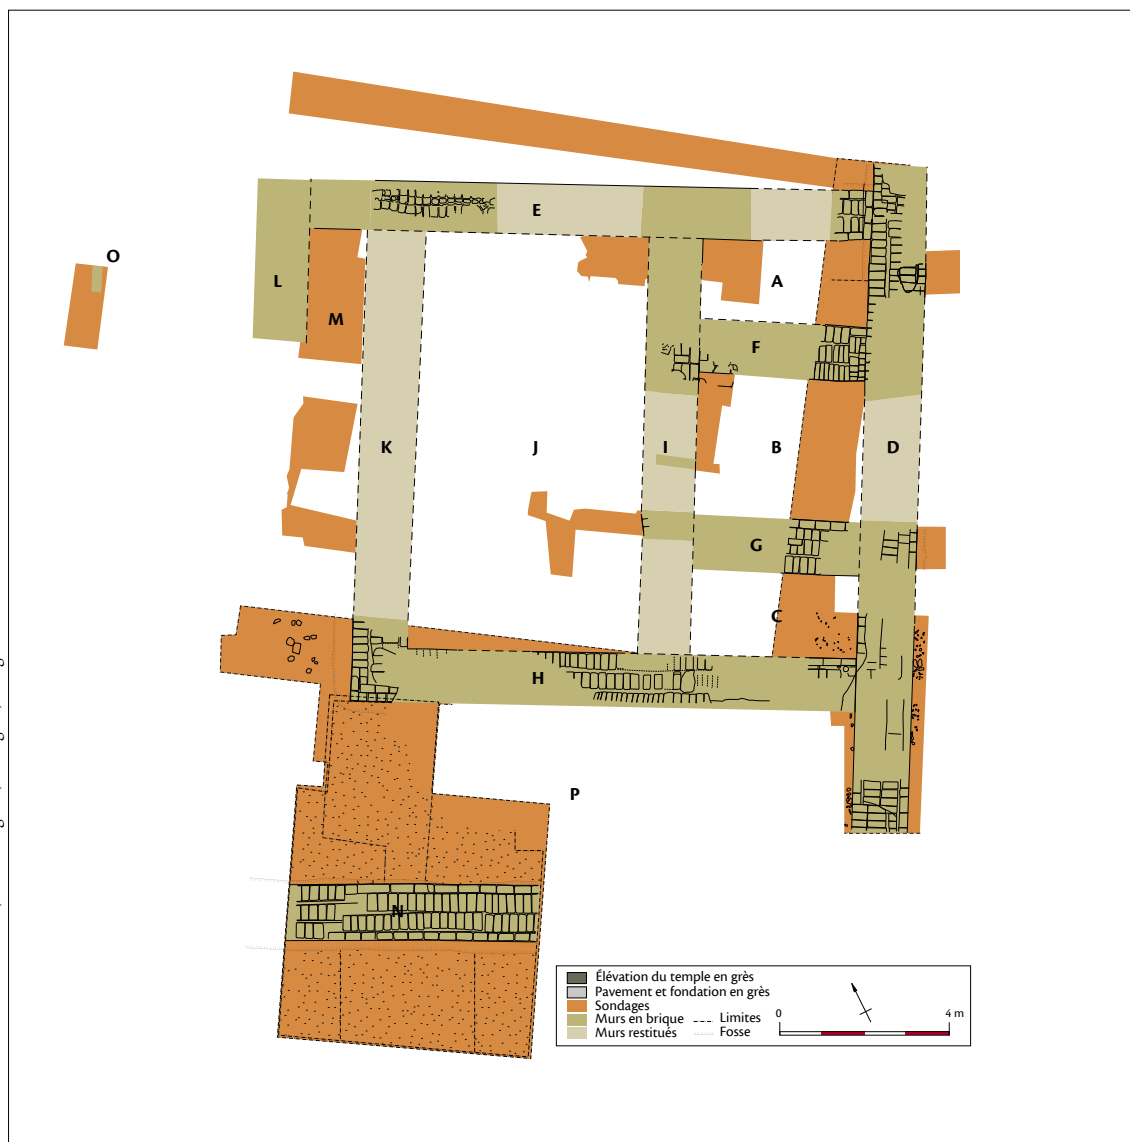 O
E
A
L
M
F
K
J
I
B
D
G
C
H
P
N
Élévation du temple en grès
Pavement et fondation en grès
Sondages
Murs en brique
Murs restitués
Limites
Fosse
0
4 m